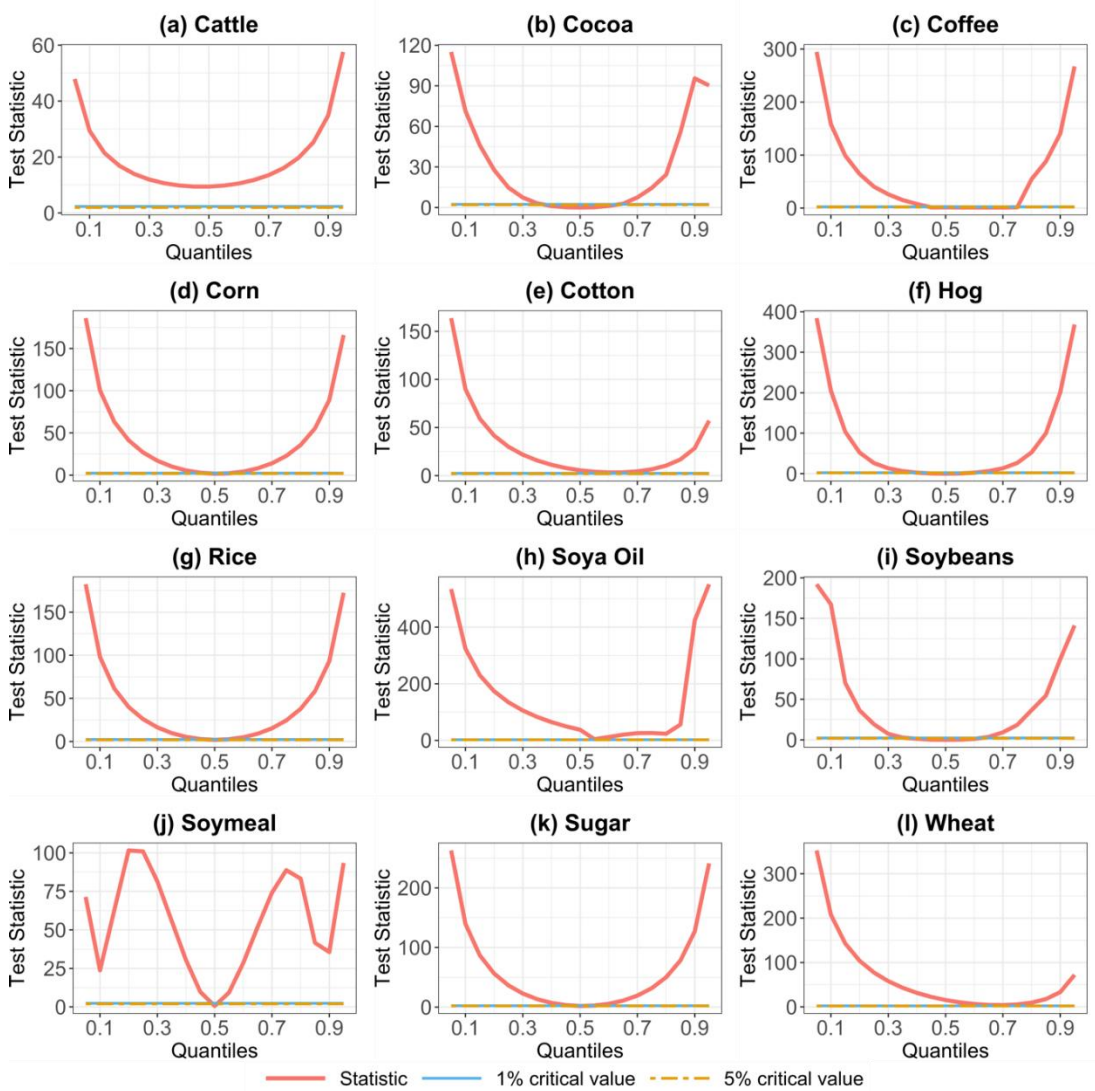 (a) Cattle
Test Statistic
60
40
20
0
0.1 0.3 0.5 0.7 0.9
Quantiles
(b) Cocoa
Test Statistic
120
90
60
30
0
0.1 0.3 0.5 0.7 0.9
Quantiles
(c) Coffee
Test Statistic
300
200
100
0
0.1 0.3 0.5 0.7 0.9
Quantiles
(d) Corn
Test Statistic
150
100
50
0
0.1 0.3 0.5 0.7 0.9
Quantiles
(e) Cotton
Test Statistic
150
100
50
0
0.1 0.3 0.5 0.7 0.9
Quantiles
(f) Hog
Test Statistic
400
300
200
100
0
0.1 0.3 0.5 0.7 0.9
Quantiles
(g) Rice
Test Statistic
150
100
50
0
0.1 0.3 0.5 0.7 0.9
Quantiles
(h) Soya Oil
Test Statistic
400
200
0
0.1 0.3 0.5 0.7 0.9
Quantiles
(i) Soybeans
Test Statistic
200
150
100
50
0
0.1 0.3 0.5 0.7 0.9
Quantiles
(j) Soymeal
Test Statistic
100
75
50
25
0
0.1 0.3 0.5 0.7 0.9
Quantiles
(k) Sugar
Test Statistic
200
100
0
0.1 0.3 0.5 0.7 0.9
Quantiles
(l) Wheat
Test Statistic
300
200
100
0
0.1 0.3 0.5 0.7 0.9
Quantiles
Statistic 1% critical value 5% critical value